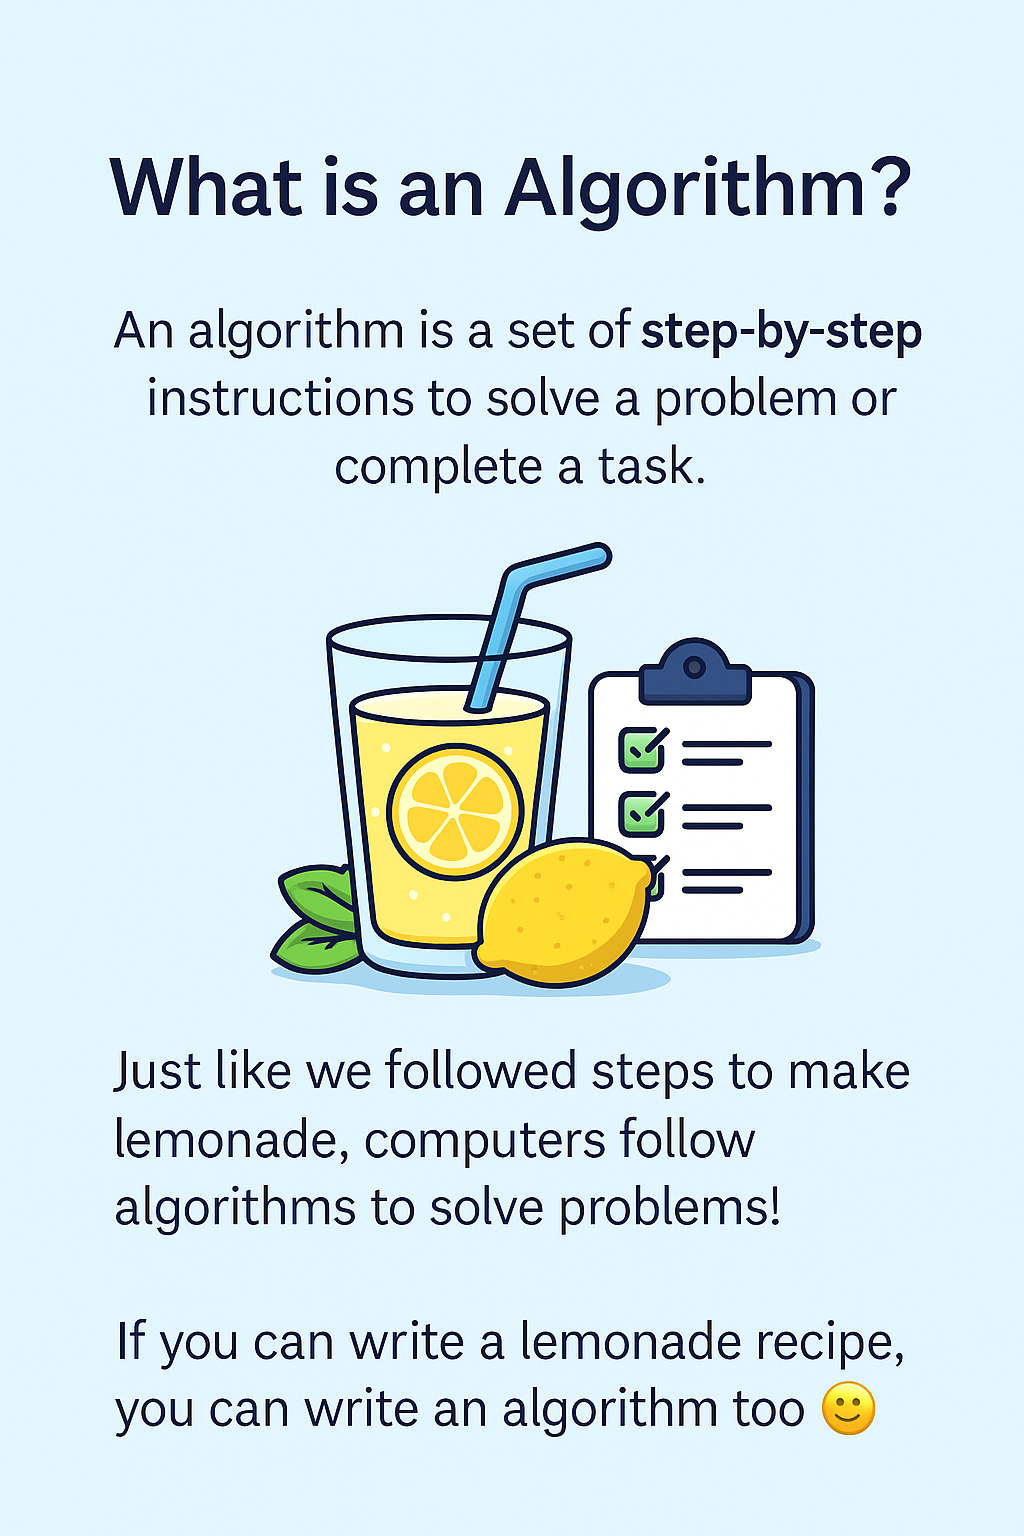 What is an Algorithm?
An algorithm is a set of step-by-step
instructions to solve a problem or
complete a task.
Just like we followed steps to make
lemonade, computers follow
algorithms to solve problems!
If you can write a lemonade recipe,
you can write an algorithm too 🙂